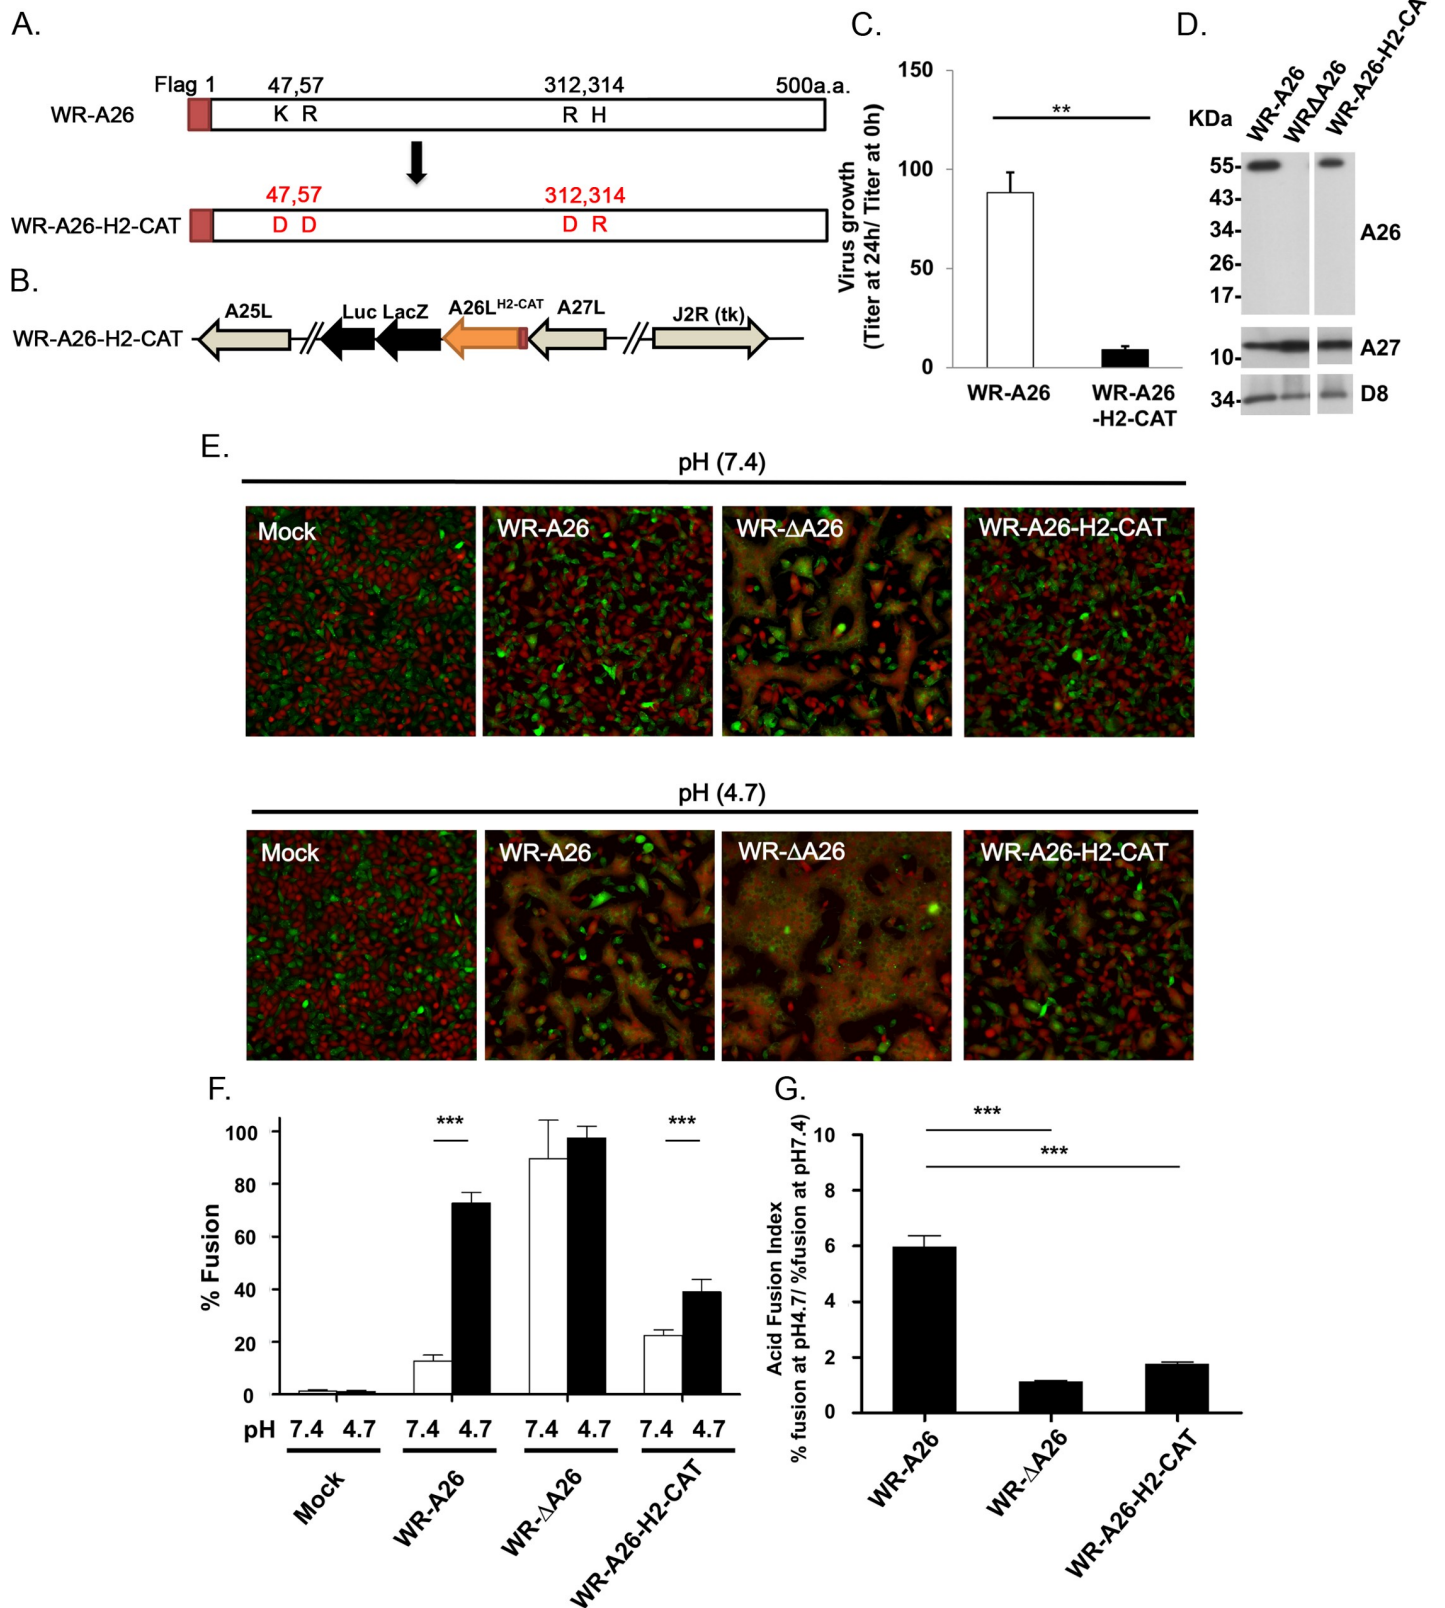 A.
Flag 1 47,57 312,314 500a.a.
WR-A26 K R R H
47,57 312,314
WR-A26-H2-CAT D D D R
B.
A25L Luc LacZ A26L^H2-CAT A27L J2R (tk)
WR-A26-H2-CAT
C.
Virus growth
(Titer at 24h/ Titer at 0h)
150
**
100
50
0
WR-A26 WR-A26
-H2-CAT
D.
KDa WR-A26 WRΔA26 WR-A26-H2-CA
55-
43-
34- A26
26-
17-
10- A27
34- D8
E.
pH (7.4)
Mock WR-A26 WR-ΔA26 WR-A26-H2-CAT
pH (4.7)
Mock WR-A26 WR-ΔA26 WR-A26-H2-CAT
F.
% Fusion
*** ***
100
80
60
40
20
0
pH 7.4 4.7 7.4 4.7 7.4 4.7 7.4 4.7
Mock WR-A26 WR-ΔA26 WR-A26-H2-CAT
G.
Acid Fusion Index
% fusion at pH4.7/ %fusion at pH7.4)
***
***
10
8
6
4
2
0
WR-A26 WR-ΔA26 WR-A26-H2-CAT